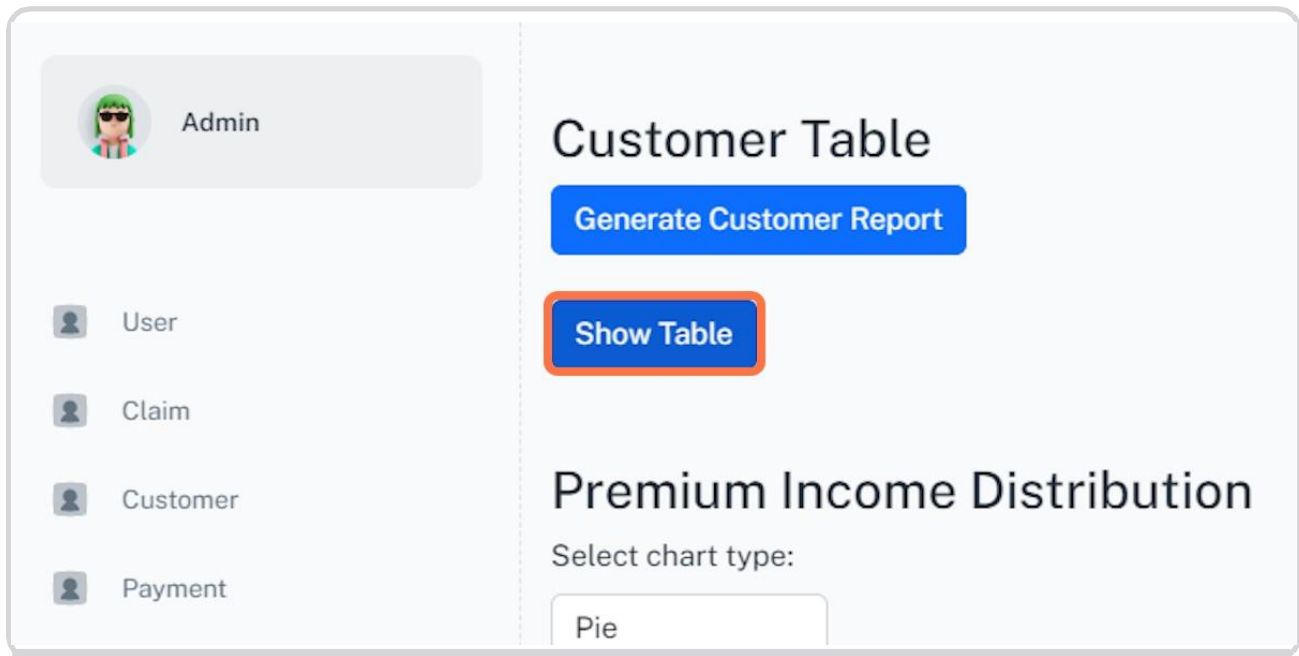 Admin
User
Claim
Customer
Payment
Customer Table
Generate Customer Report
Show Table
Premium Income Distribution
Select chart type:
Pie